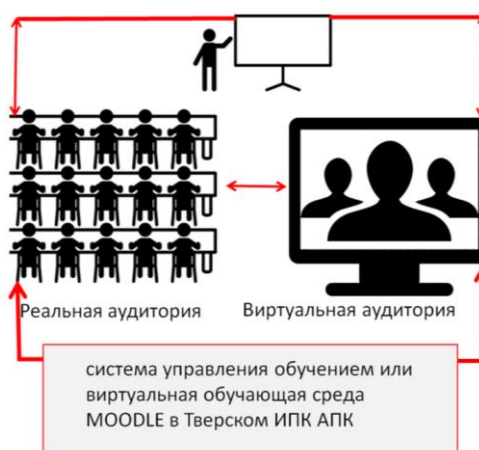 Реальная аудитория
Виртуальная аудитория
система управления обучением или
виртуальная обучающая среда
MOODLE в Тверском ИПК АПК